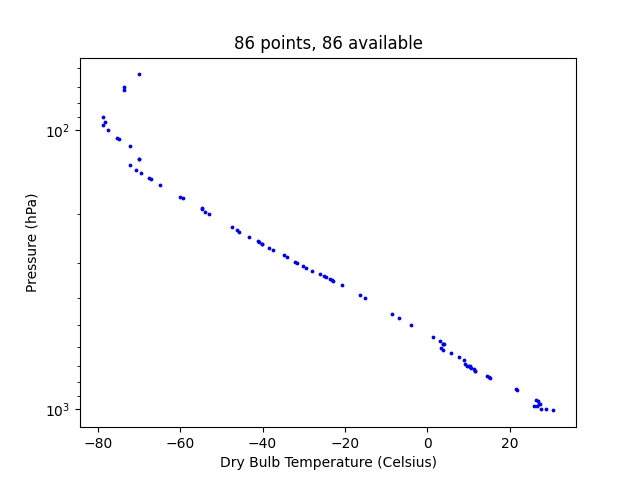 86 points, 86 available
10²
10³
Pressure (hPa)
−80 −60 −40 −20 0 20
Dry Bulb Temperature (Celsius)